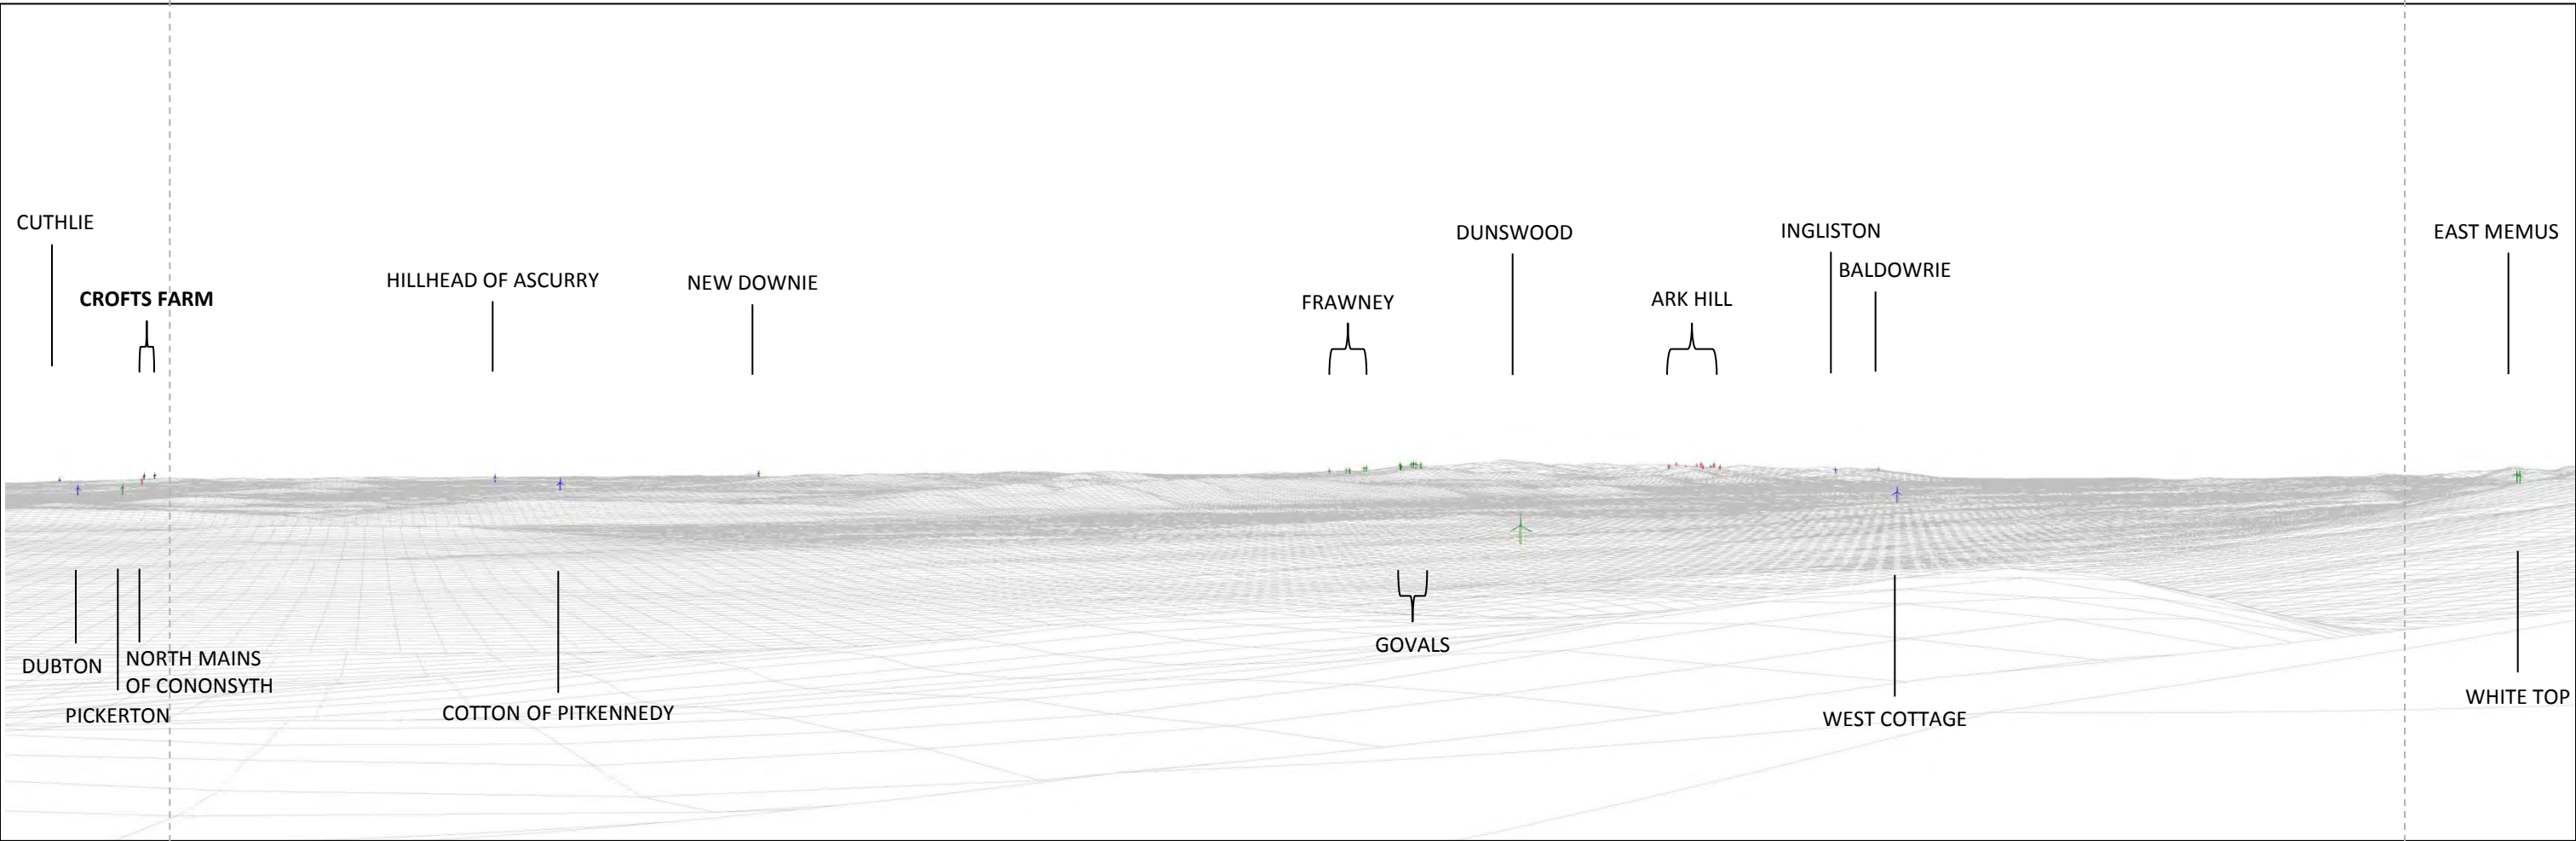 CUTHLIE
CROFTS FARM
HILLHEAD OF ASCURRY
NEW DOWNIE
FRAWNEY
DUNSWOOD
ARK HILL
INGLISTON
BALDOWRIE
EAST MEMUS
DUBTON
NORTH MAINS
OF CONONSYTH
PICKERTON
COTTON OF PITKENNEDY
GOVALS
WEST COTTAGE
WHITE TOP